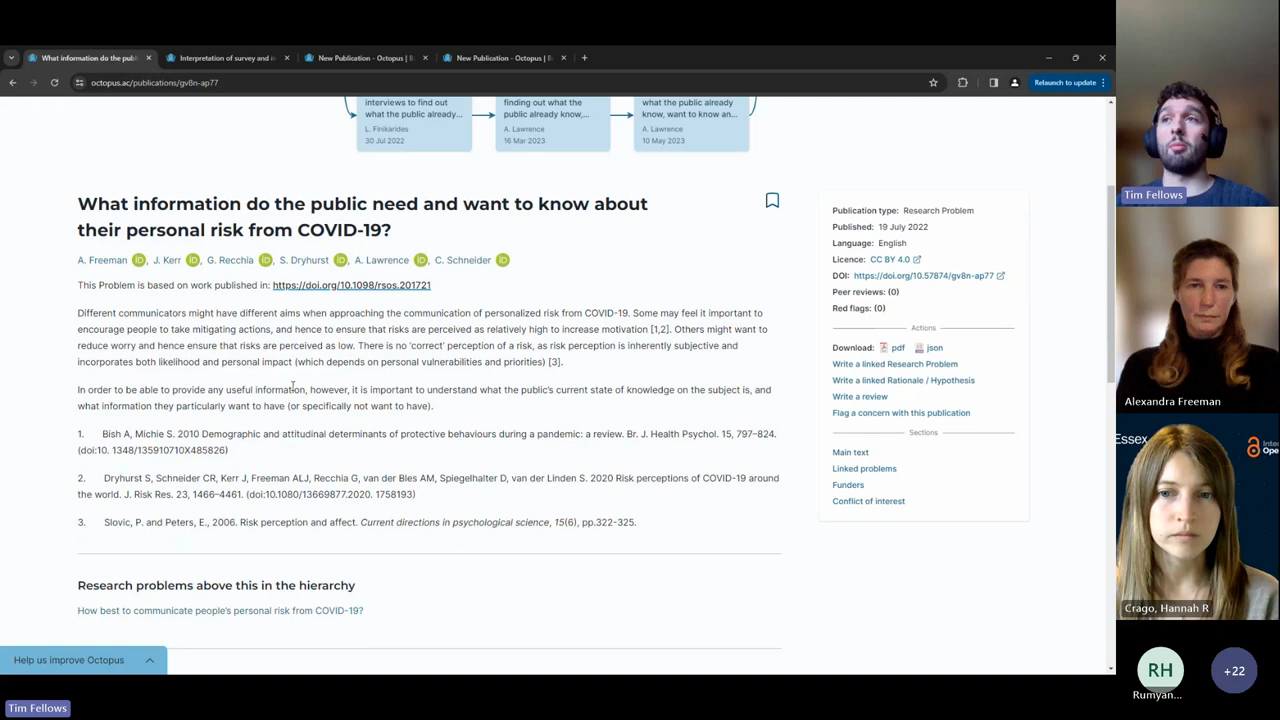 What information do the publ
Interpretation of survey and i
New Publication - Octopus | B
New Publication - Octopus | B
octopus.ac/publications/gv8n-ap77
Relaunch to update
interviews to find out
what the public already...
L. Finikarides
30 Jul 2022
finding out what the
public already know,...
A. Lawrence
16 Mar 2023
what the public already
know, want to know an...
A. Lawrence
10 May 2023
What information do the public need and want to know about
their personal risk from COVID-19?
A. Freeman iD , J. Kerr iD , G. Recchia iD , S. Dryhurst iD , A. Lawrence iD , C. Schneider iD
This Problem is based on work published in: https://doi.org/10.1098/rsos.201721
Different communicators might have different aims when approaching the communication of personalized risk from COVID-19. Some may feel it important to
encourage people to take mitigating actions, and hence to ensure that risks are perceived as relatively high to increase motivation [1,2]. Others might want to
reduce worry and hence ensure that risks are perceived as low. There is no 'correct' perception of a risk, as risk perception is inherently subjective and
incorporates both likelihood and personal impact (which depends on personal vulnerabilities and priorities) [3].
In order to be able to provide any useful information, however, it is important to understand what the public's current state of knowledge on the subject is, and
what information they particularly want to have (or specifically not want to have).
1. Bish A, Michie S. 2010 Demographic and attitudinal determinants of protective behaviours during a pandemic: a review. Br. J. Health Psychol. 15, 797–824.
(doi:10. 1348/135910710X485826)
2. Dryhurst S, Schneider CR, Kerr J, Freeman ALJ, Recchia G, van der Bles AM, Spiegelhalter D, van der Linden S. 2020 Risk perceptions of COVID-19 around
the world. J. Risk Res. 23, 1466–4461. (doi:10.1080/13669877.2020. 1758193)
3. Slovic, P. and Peters, E., 2006. Risk perception and affect. Current directions in psychological science, 15(6), pp.322-325.
Research problems above this in the hierarchy
How best to communicate people's personal risk from COVID-19?
Help us improve Octopus
Publication type: Research Problem
Published: 19 July 2022
Language: English
Licence: CC BY 4.0
DOI: https://doi.org/10.57874/gv8n-ap77
Peer reviews: (0)
Red flags: (0)
Actions
Download: pdf json
Write a linked Research Problem
Write a linked Rationale / Hypothesis
Write a review
Flag a concern with this publication
Sections
Main text
Linked problems
Funders
Conflict of interest
Tim Fellows
Alexandra Freeman
Essex
Ope
Crago, Hannah R
RH
Rumyan...
+22
Tim Fellows